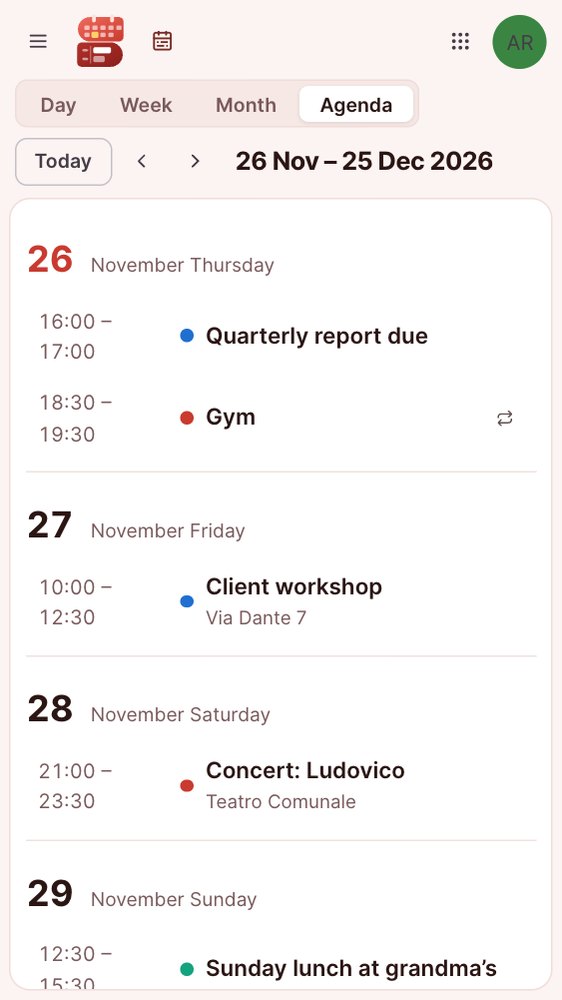 AR
Day Week Month Agenda
Today 26 Nov – 25 Dec 2026
26 November Thursday
16:00 –
17:00
Quarterly report due
18:30 –
19:30
Gym
27 November Friday
10:00 –
12:30
Client workshop
Via Dante 7
28 November Saturday
21:00 –
23:30
Concert: Ludovico
Teatro Comunale
29 November Sunday
12:30 –
15:30
Sunday lunch at grandma’s